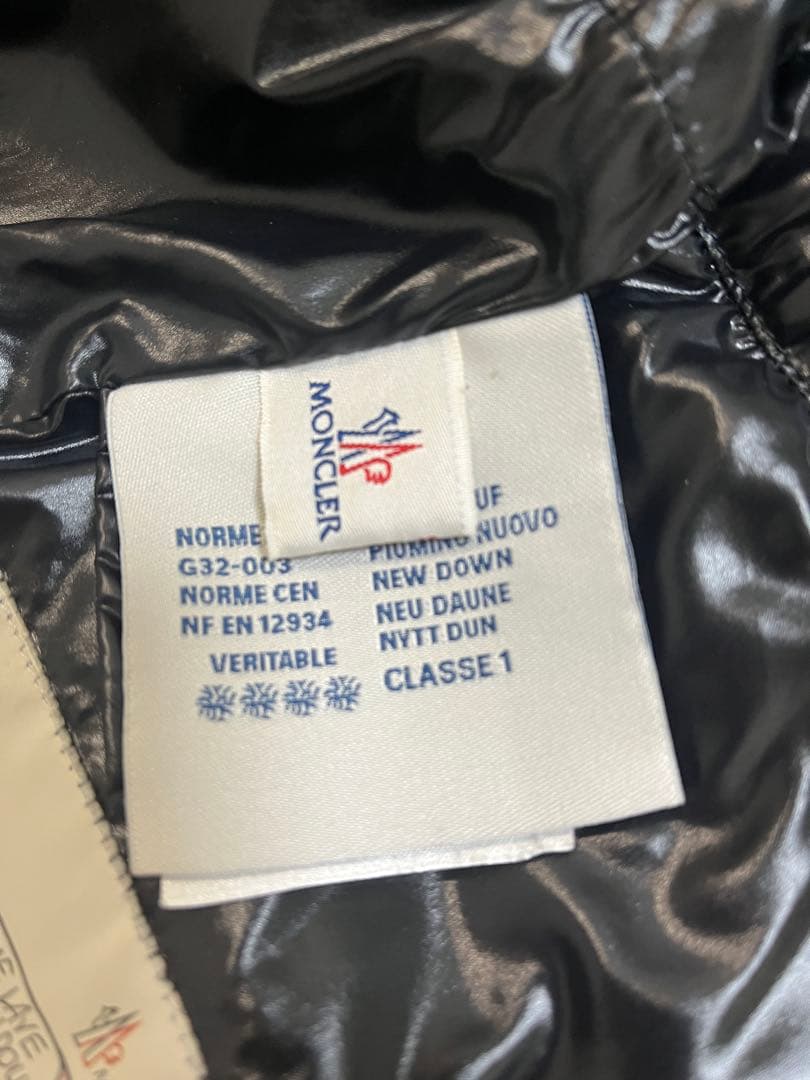 MONCLER
NORME
G32-003
NORME CEN
NF EN 12934
VERITABLE
UF
PIUMINO NUOVO
NEW DOWN
NEU DAUNE
NYTT DUN
CLASSE 1
LAVE